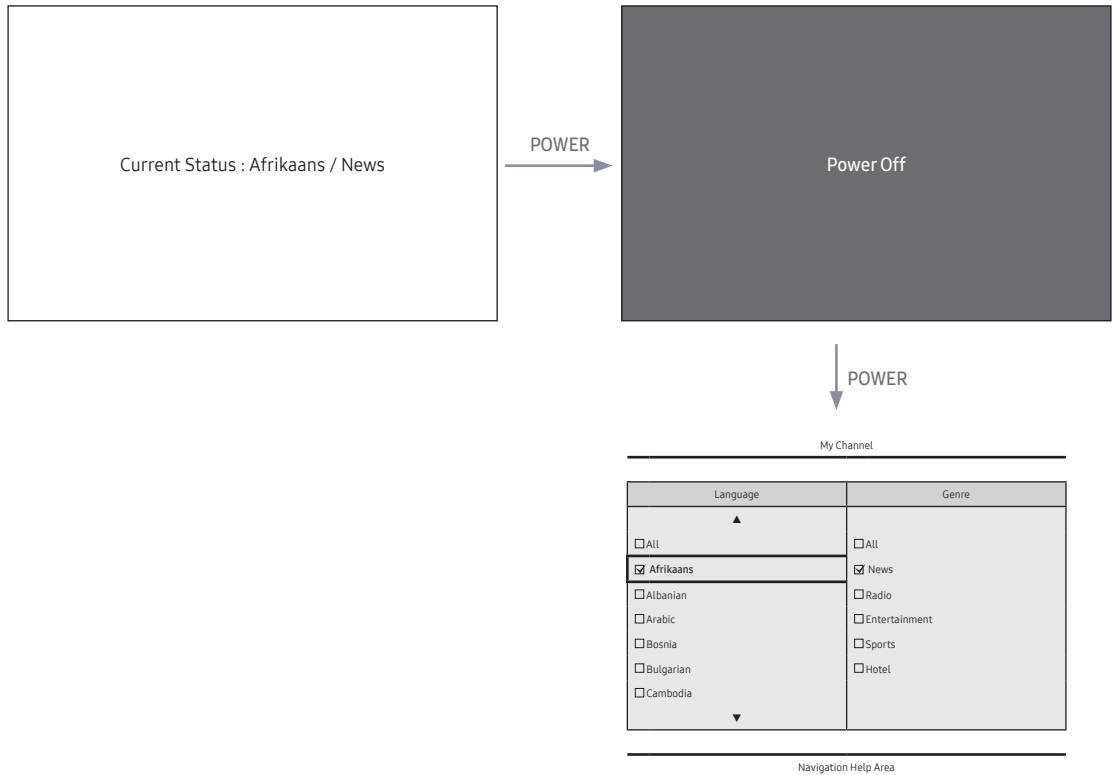 Current Status : Afrikaans / News
POWER
Power Off
POWER
My Channel
Language
Genre
▲
All
All
Afrikaans
News
Albanian
Radio
Arabic
Entertainment
Bosnia
Sports
Bulgarian
Hotel
Cambodia
▼
Navigation Help Area